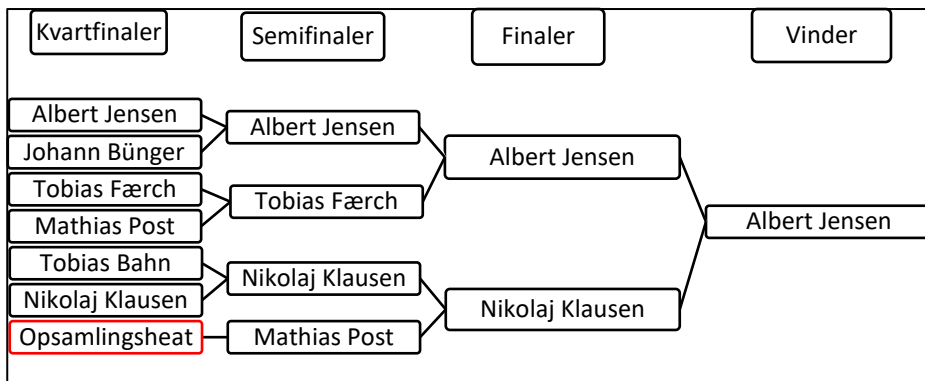 Kvartfinaler
Semifinaler
Finaler
Vinder
Albert Jensen
Johann Bünger
Tobias Færch
Mathias Post
Tobias Bahn
Nikolaj Klausen
Opsamlingsheat
Albert Jensen
Tobias Færch
Nikolaj Klausen
Mathias Post
Albert Jensen
Nikolaj Klausen
Albert Jensen